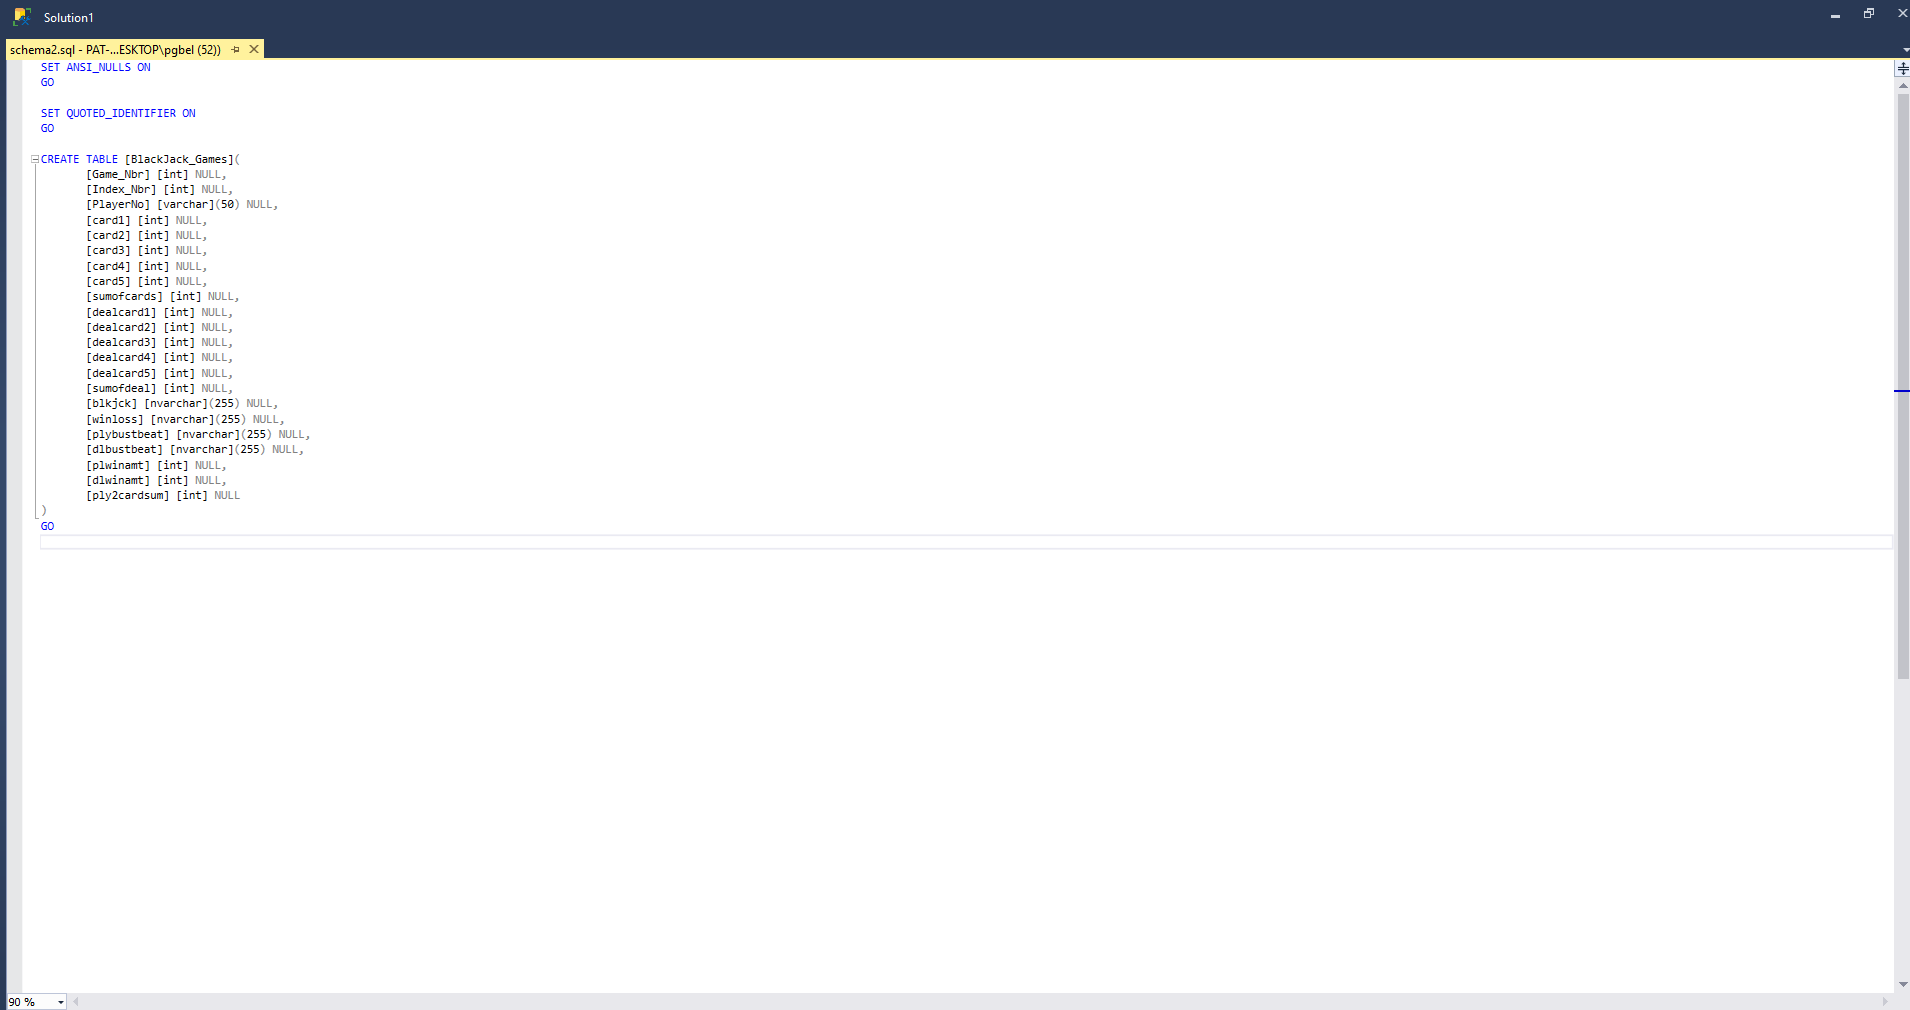 Solution1
schema2.sql - PAT-...ESKTOP\pgbel (52))
SET ANSI_NULLS ON
GO
SET QUOTED_IDENTIFIER ON
GO
CREATE TABLE [BlackJack_Games](
[Game_Nbr] [int] NULL,
[Index_Nbr] [int] NULL,
[PlayerNo] [varchar](50) NULL,
[card1] [int] NULL,
[card2] [int] NULL,
[card3] [int] NULL,
[card4] [int] NULL,
[card5] [int] NULL,
[sumofcards] [int] NULL,
[dealcard1] [int] NULL,
[dealcard2] [int] NULL,
[dealcard3] [int] NULL,
[dealcard4] [int] NULL,
[dealcard5] [int] NULL,
[sumofdeal] [int] NULL,
[blkjck] [nvarchar](255) NULL,
[winloss] [nvarchar](255) NULL,
[plybustbeat] [nvarchar](255) NULL,
[dlbustbeat] [nvarchar](255) NULL,
[plwinamt] [int] NULL,
[dlwinamt] [int] NULL,
[ply2cardsum] [int] NULL
)
GO
90 %